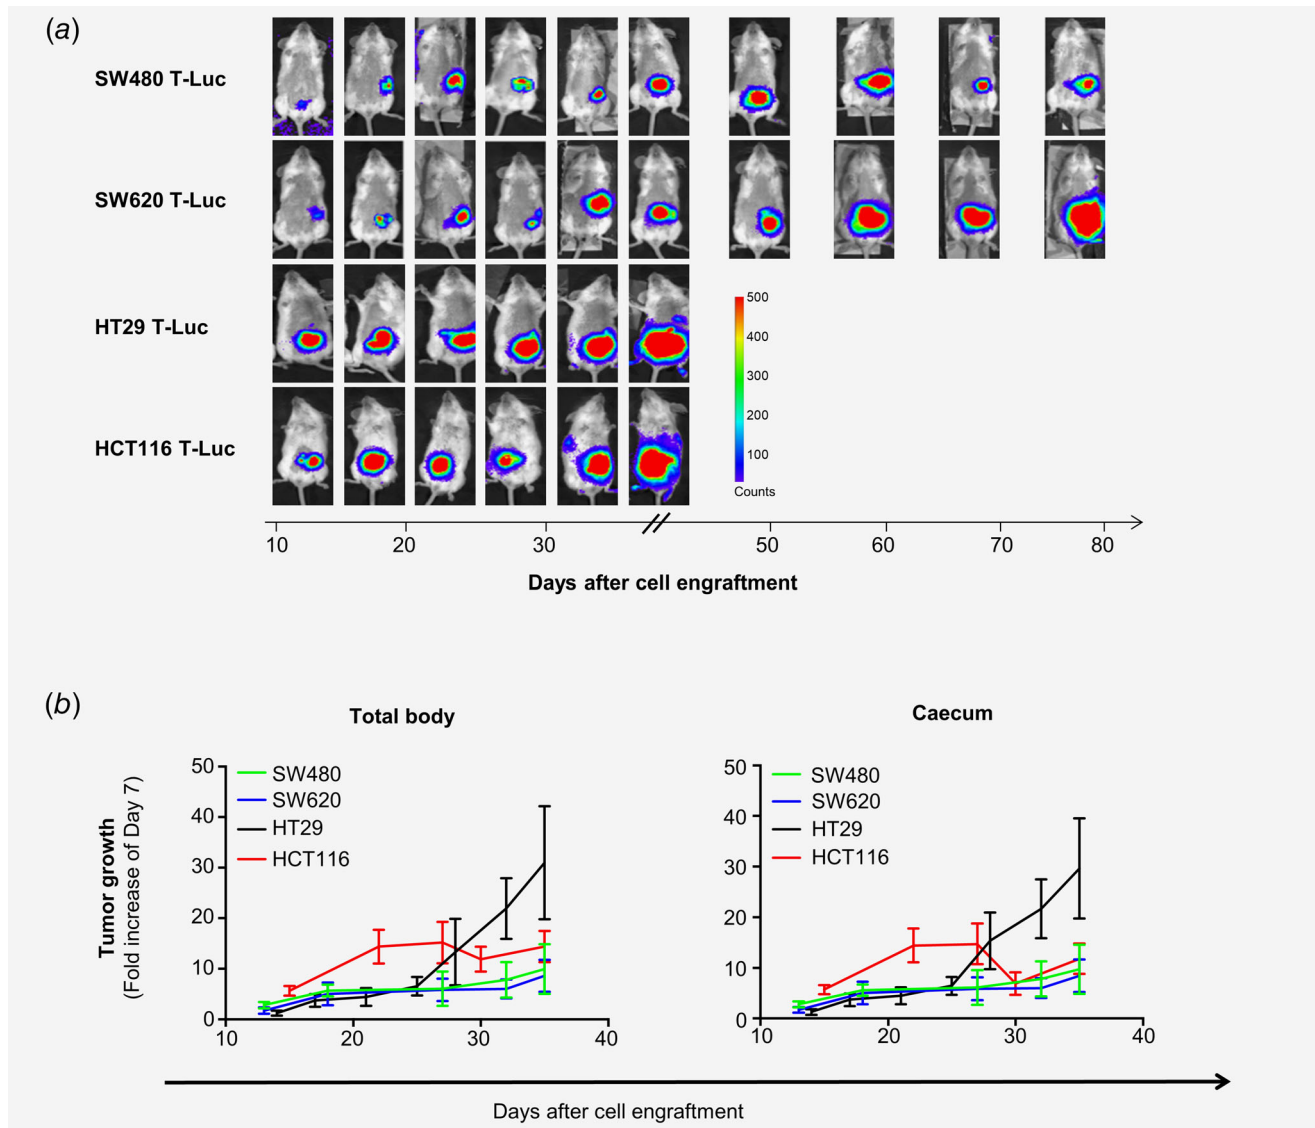 (a)
SW480 T-Luc
SW620 T-Luc
HT29 T-Luc
HCT116 T-Luc
500
400
300
200
100
Counts
10 20 30 50 60 70 80
Days after cell engraftment
(b)
Total body
Caecum
Tumor growth
(Fold increase of Day 7)
50
40
30
20
10
0
SW480
SW620
HT29
HCT116
10 20 30 40
50
40
30
20
10
0
SW480
SW620
HT29
HCT116
10 20 30 40
Days after cell engraftment